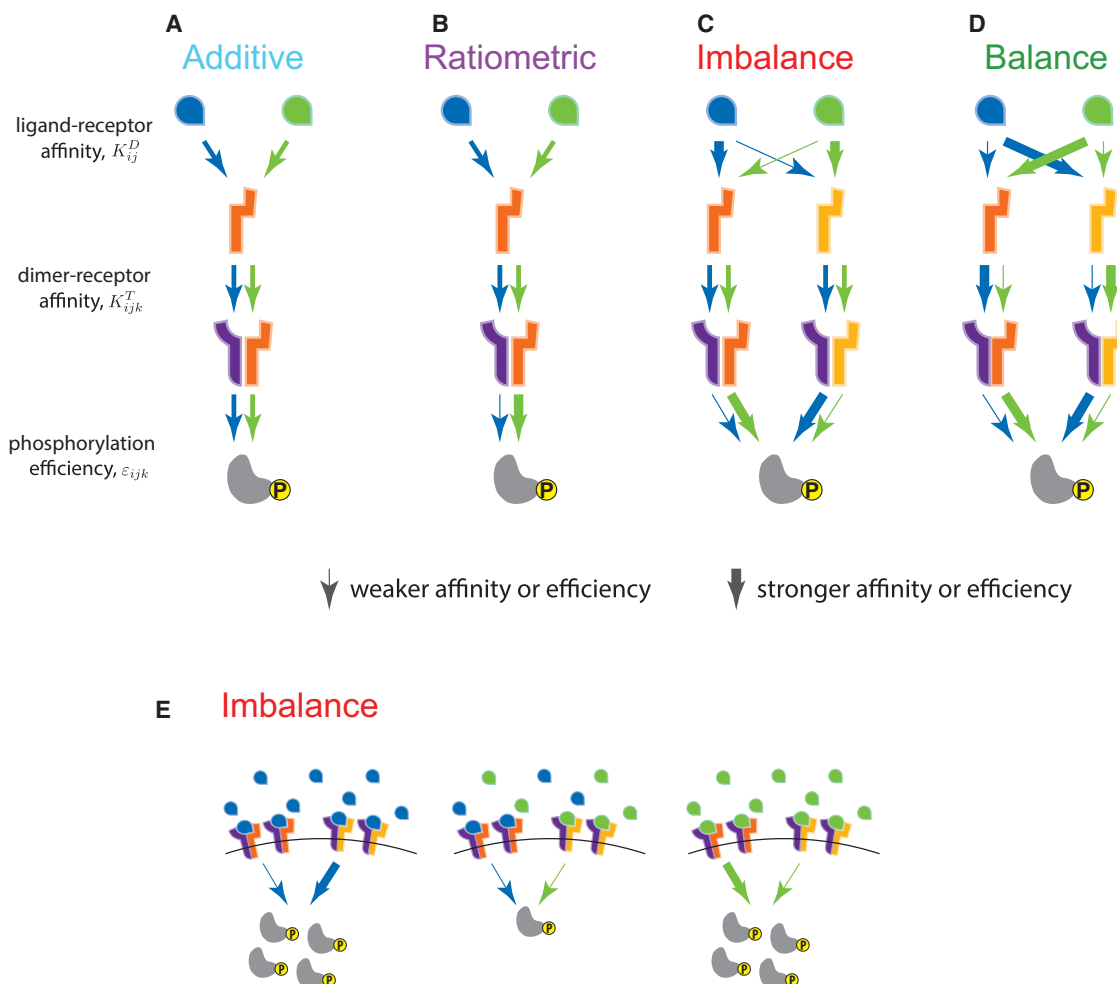 A
B
C
D
Additive
Ratiometric
Imbalance
Balance
ligand-receptor
affinity, $K^D_{ij}$
dimer-receptor
affinity, $K^T_{ijk}$
phosphorylation
efficiency, $\varepsilon_{ijk}$
P
P
P
P
weaker affinity or efficiency
stronger affinity or efficiency
E
Imbalance
P
P
P
P
P
P
P
P
P